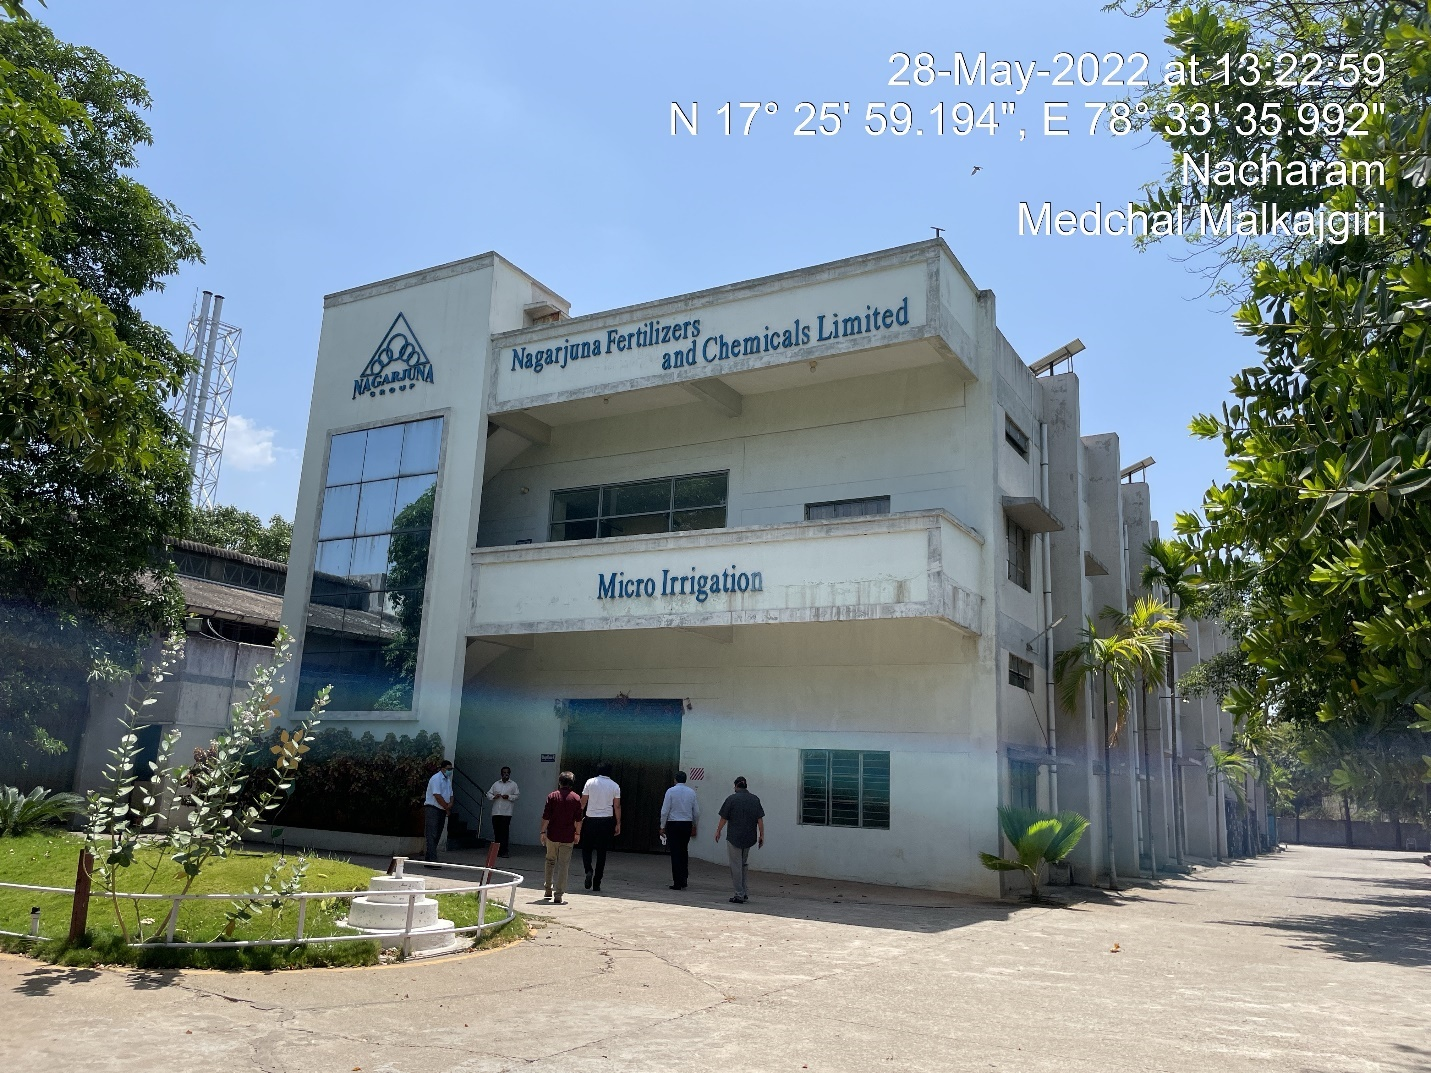 28-May-2022 at 13:22:59
N 17° 25' 59.194", E 78° 33' 35.992"
Nacharam
Medchal Malkajgiri
NAGARJUNA
GROUP
Nagarjuna Fertilizers
and Chemicals Limited
Micro Irrigation